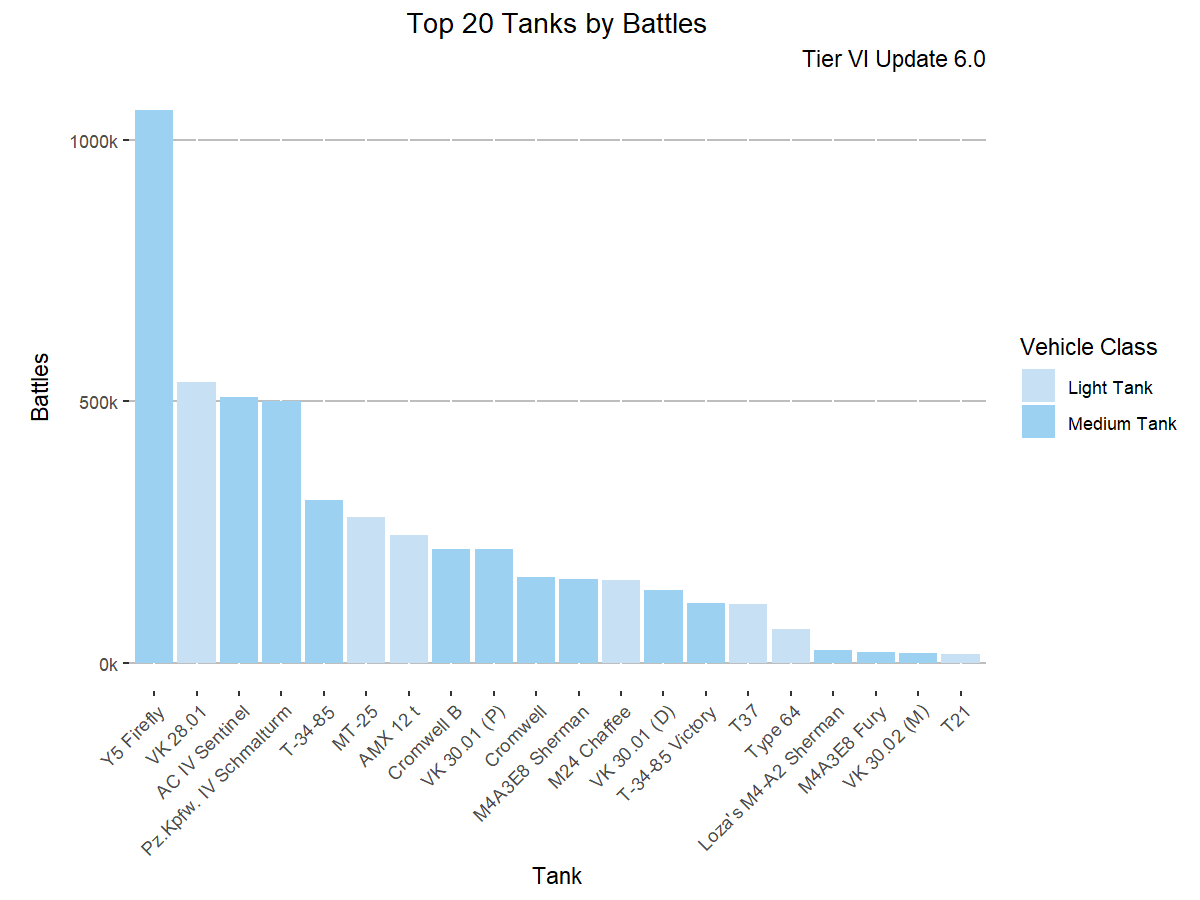 Top 20 Tanks by Battles
Tier VI Update 6.0
Battles
1000k
500k
0k
Y5 Firefly
VK 28.01
AC IV Sentinel
Pz.Kpfw. IV Schmalturm
T-34-85
MT-25
AMX 12 t
Cromwell B
VK 30.01 (P)
Cromwell
M4A3E8 Sherman
M24 Chaffee
VK 30.01 (D)
T-34-85 Victory
T37
Type 64
Loza's M4-A2 Sherman
M4A3E8 Fury
VK 30.02 (M)
T21
Tank
Vehicle Class
Light Tank
Medium Tank